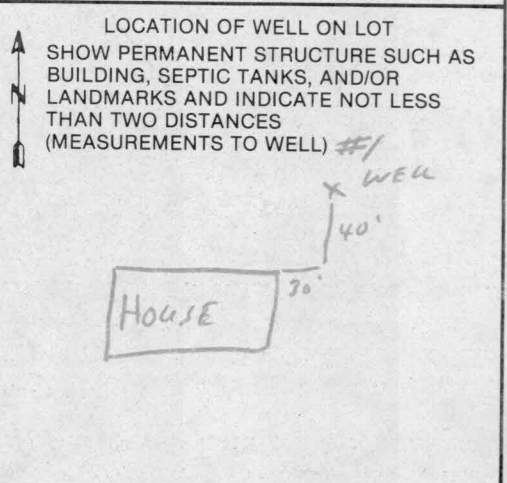 LOCATION OF WELL ON LOT
SHOW PERMANENT STRUCTURE SUCH AS
BUILDING, SEPTIC TANKS, AND/OR
N LANDMARKS AND INDICATE NOT LESS
THAN TWO DISTANCES
(MEASUREMENTS TO WELL) #1
X WELL
40'
30'
HOUSE